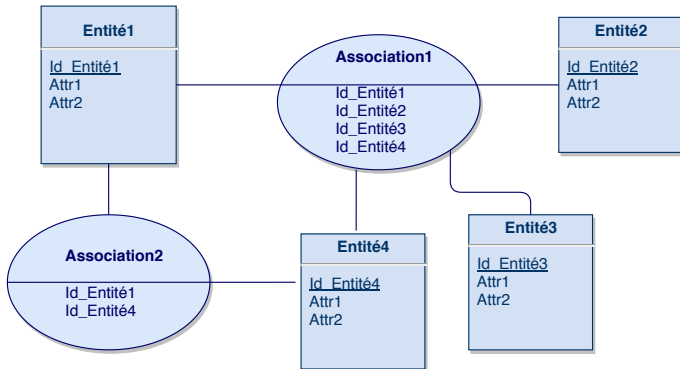 Entité1
Id_Entité1
Attr1
Attr2
Association1
Id_Entité1
Id_Entité2
Id_Entité3
Id_Entité4
Entité2
Id_Entité2
Attr1
Attr2
Association2
Id_Entité1
Id_Entité4
Entité4
Id_Entité4
Attr1
Attr2
Entité3
Id_Entité3
Attr1
Attr2